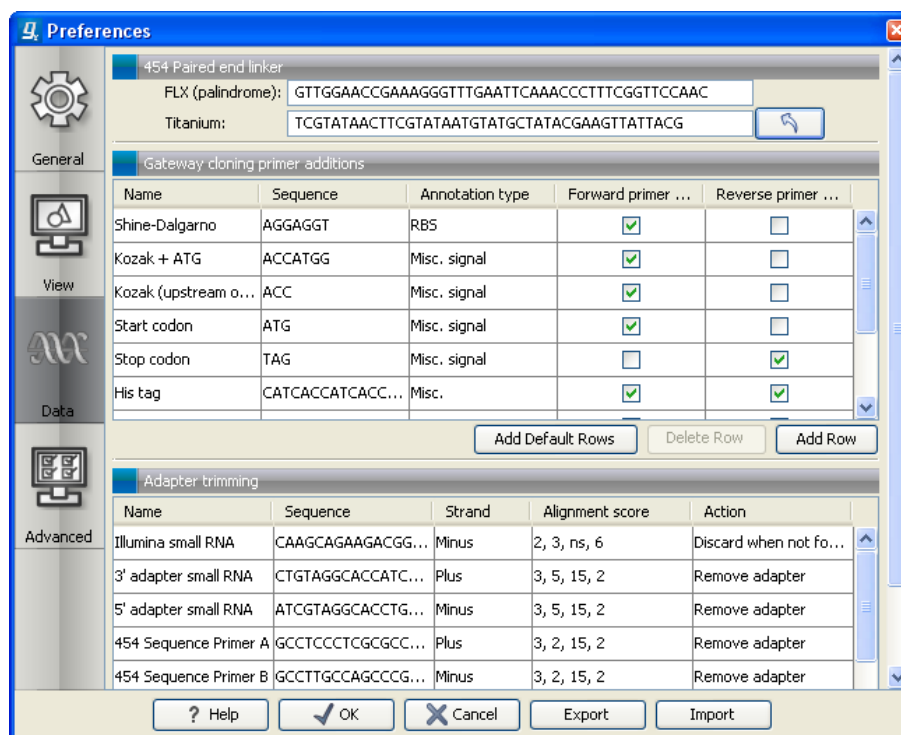 Preferences
454 Paired end linker
FLX (palindrome): GTTGGAACCGAAAGGGTTTGAATTCAAACCCTTTCGGTTCCAAC
Titanium: TCGTATAACTTCGTATAATGTATGCTATACGAAGTTATTACG
General
Gateway cloning primer additions
Name Sequence Annotation type Forward primer ... Reverse primer ...
Shine-Dalgarno AGGAGGT RBS
Kozak + ATG ACCATGG Misc. signal
View
Kozak (upstream o... ACC Misc. signal
Start codon ATG Misc. signal
Stop codon TAG Misc. signal
His tag CATCACCATCACC... Misc.
Data
Add Default Rows Delete Row Add Row
Adapter trimming
Name Sequence Strand Alignment score Action
Advanced
Illumina small RNA CAAGCAGAAGACGG... Minus 2, 3, ns, 6 Discard when not fo...
3' adapter small RNA CTGTAGGCACCATC... Plus 3, 5, 15, 2 Remove adapter
5' adapter small RNA ATCGTAGGCACCTG... Minus 3, 5, 15, 2 Remove adapter
454 Sequence Primer A GCCTCCCTCGCGCC... Plus 3, 2, 15, 2 Remove adapter
454 Sequence Primer B GCCTTGCCAGCCCG... Minus 3, 2, 15, 2 Remove adapter
? Help OK Cancel Export Import